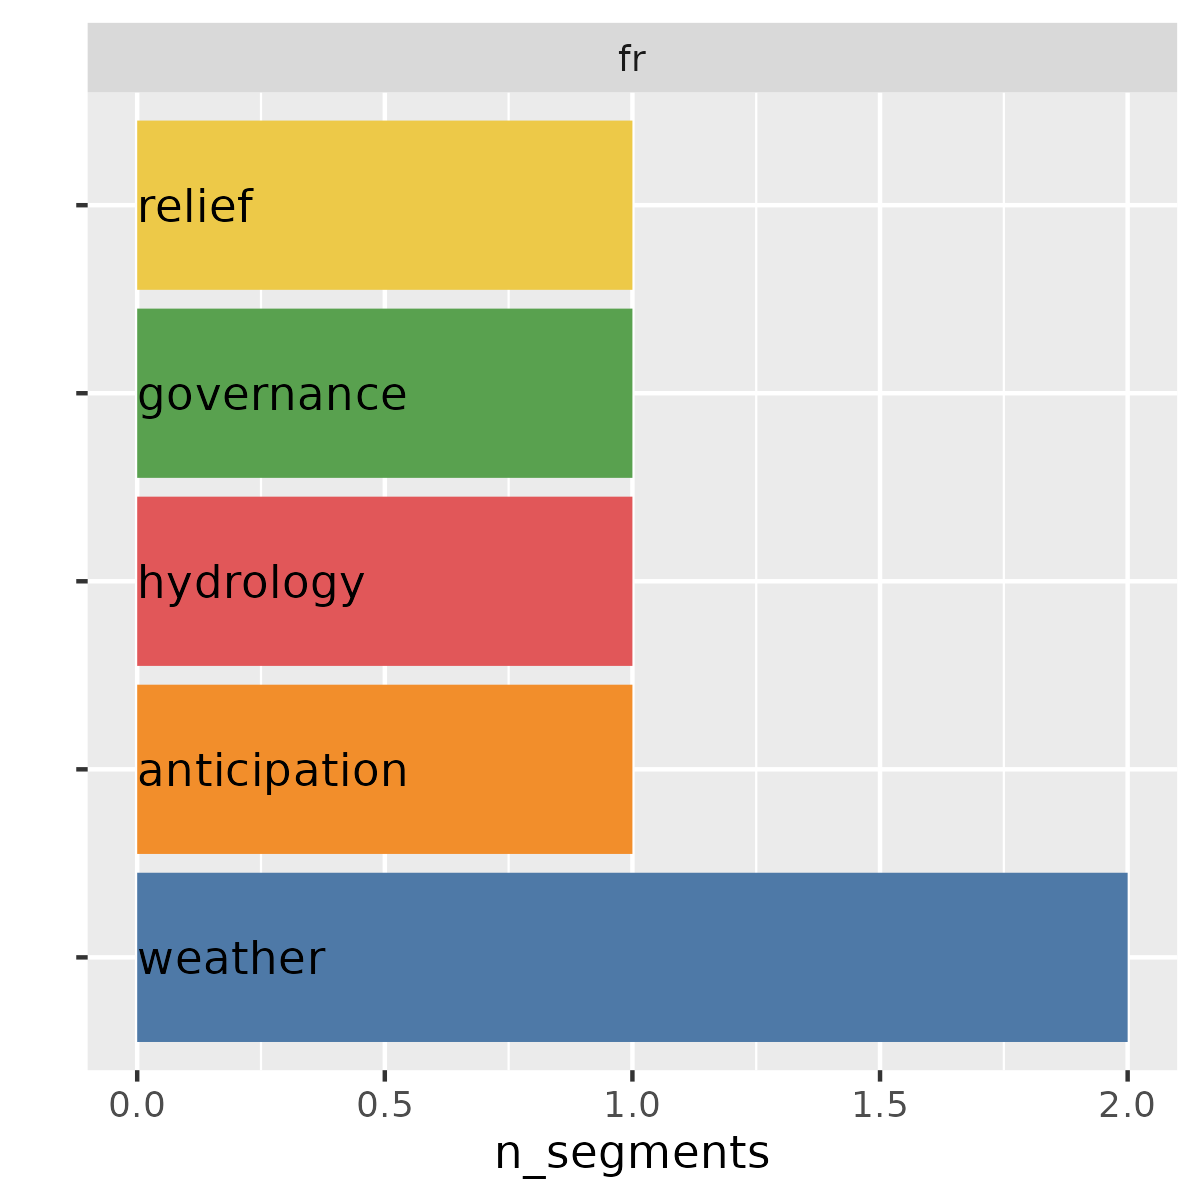 fr
relief
governance
hydrology
anticipation
weather
0.0 0.5 1.0 1.5 2.0
n_segments